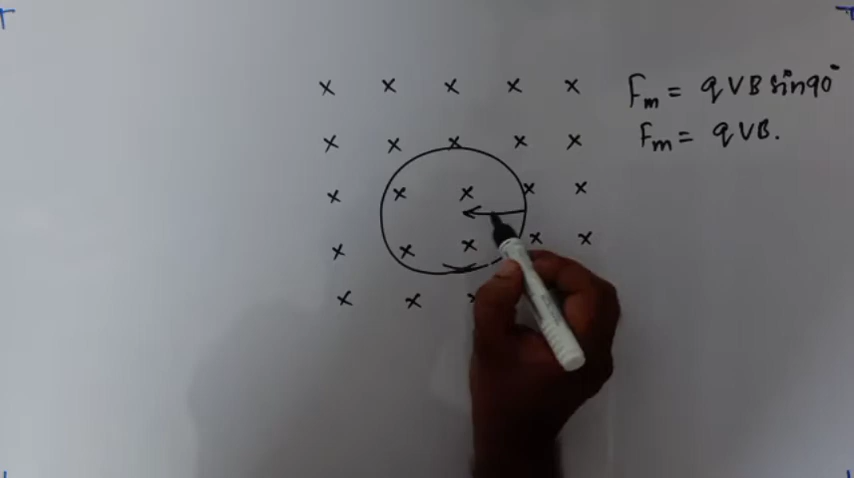 Fm = qVB sin90°
Fm = qVB.